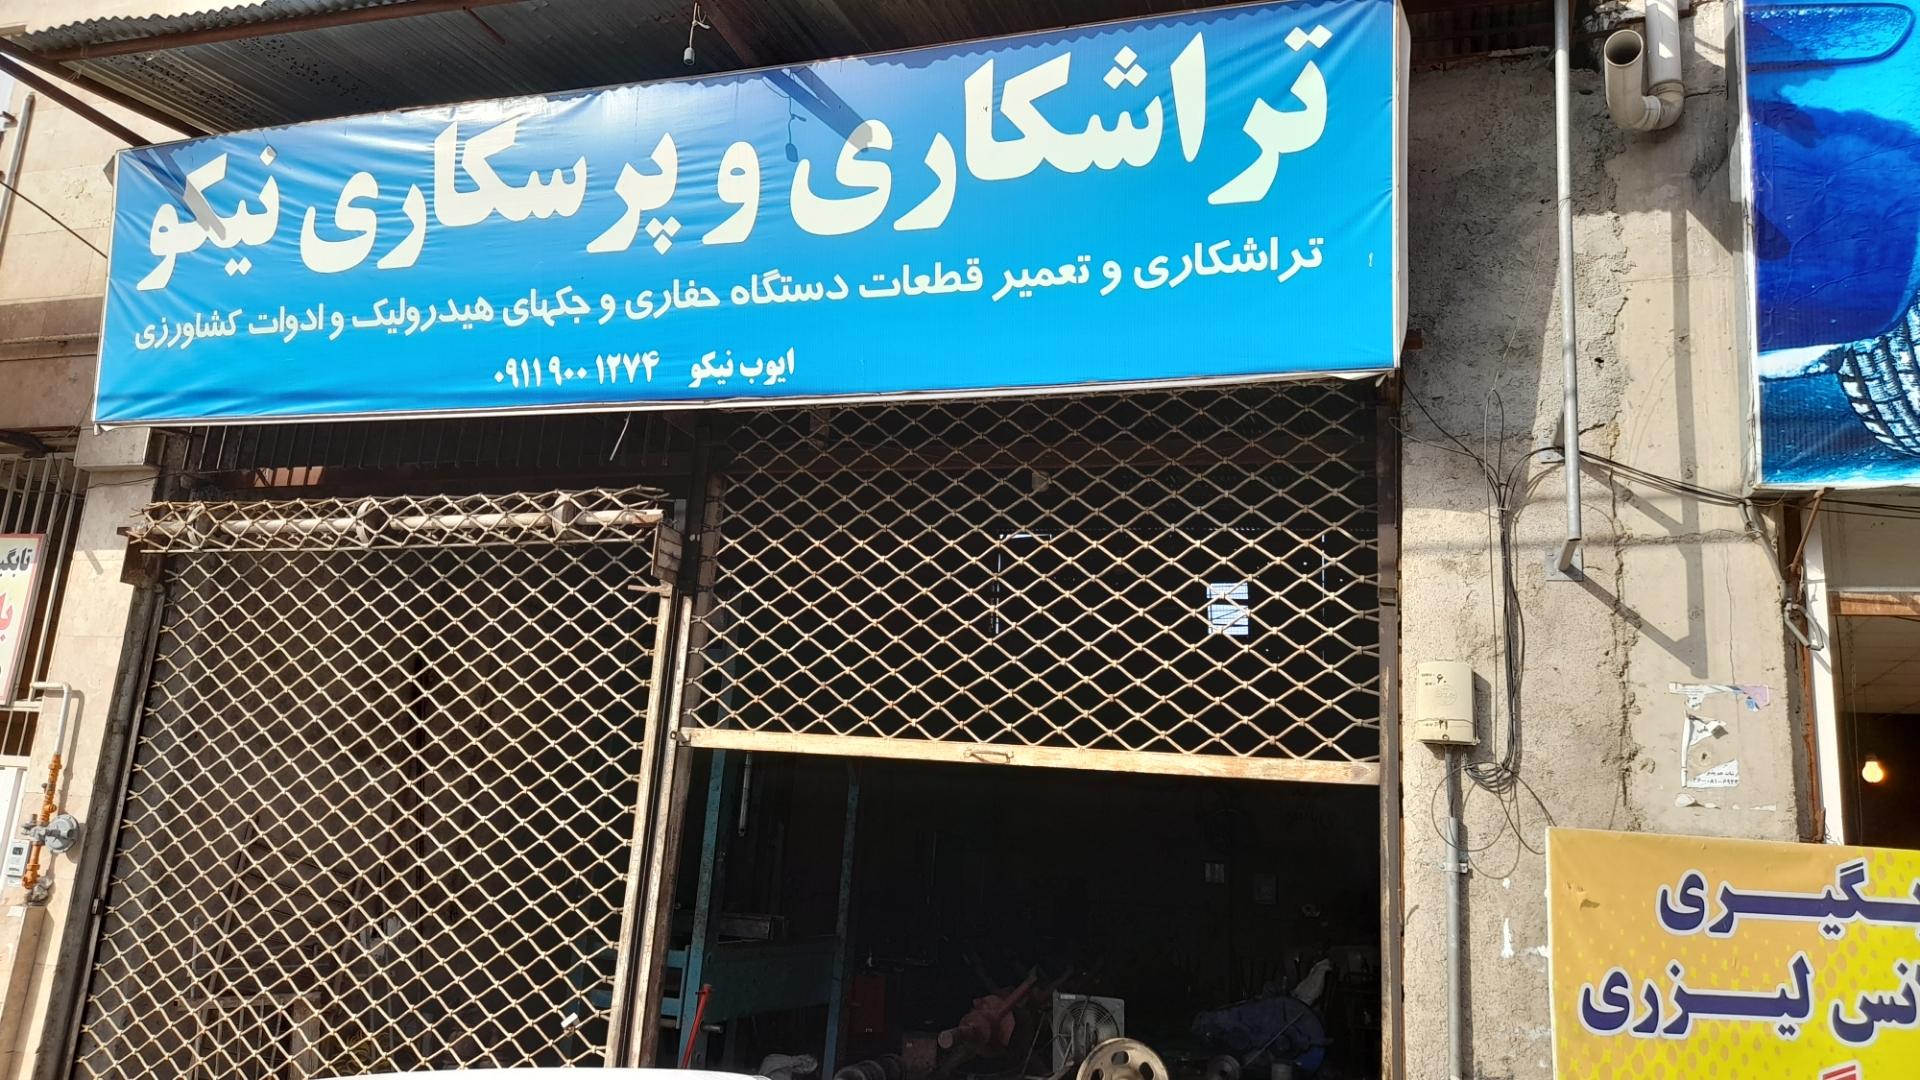 تراشکاری و پرسکاری نیکو
تراشکاری و تعمیر قطعات دستگاه حفاری و جکهای هیدرولیک و ادوات کشاورزی
ایوب نیکو ۰۹۱۱۹۰۰۱۲۷۴
گیری
لیزری